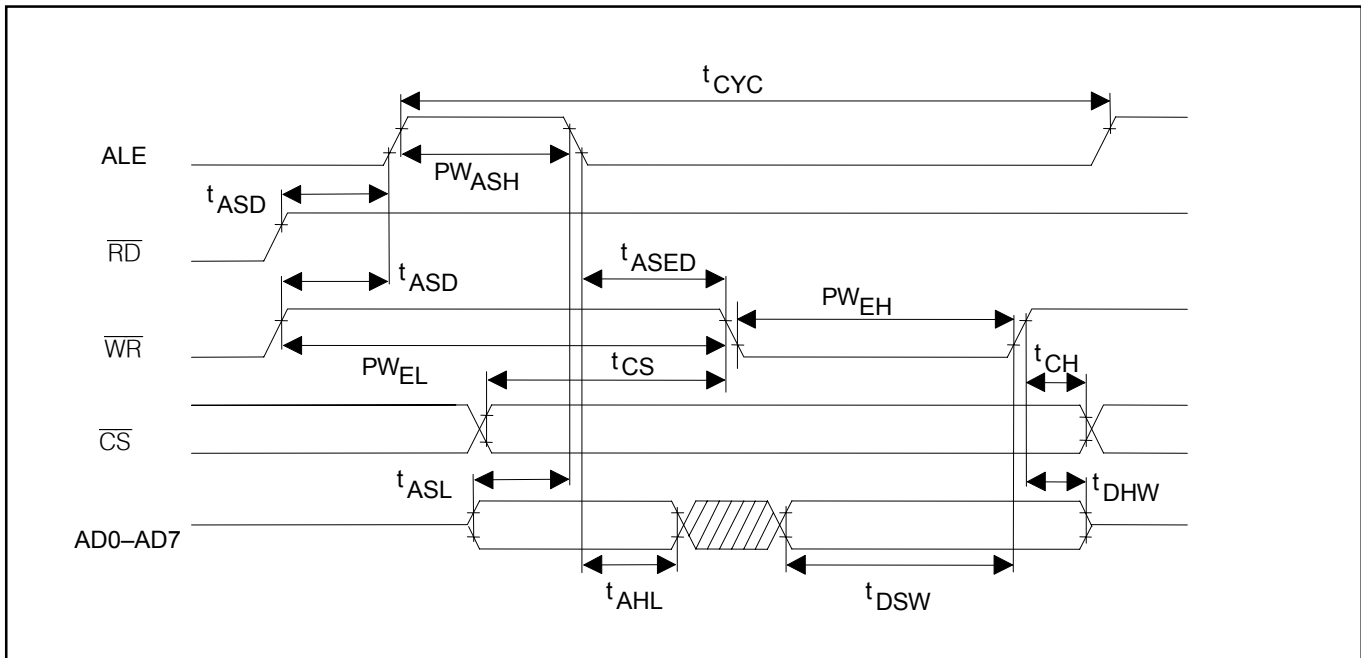 tCYC
ALE
PWASH
tASD
RD
tASED
tASD
PWEH
WR
PWEL
tCS
tCH
CS
tASL
tDHW
AD0–AD7
tAHL
tDSW